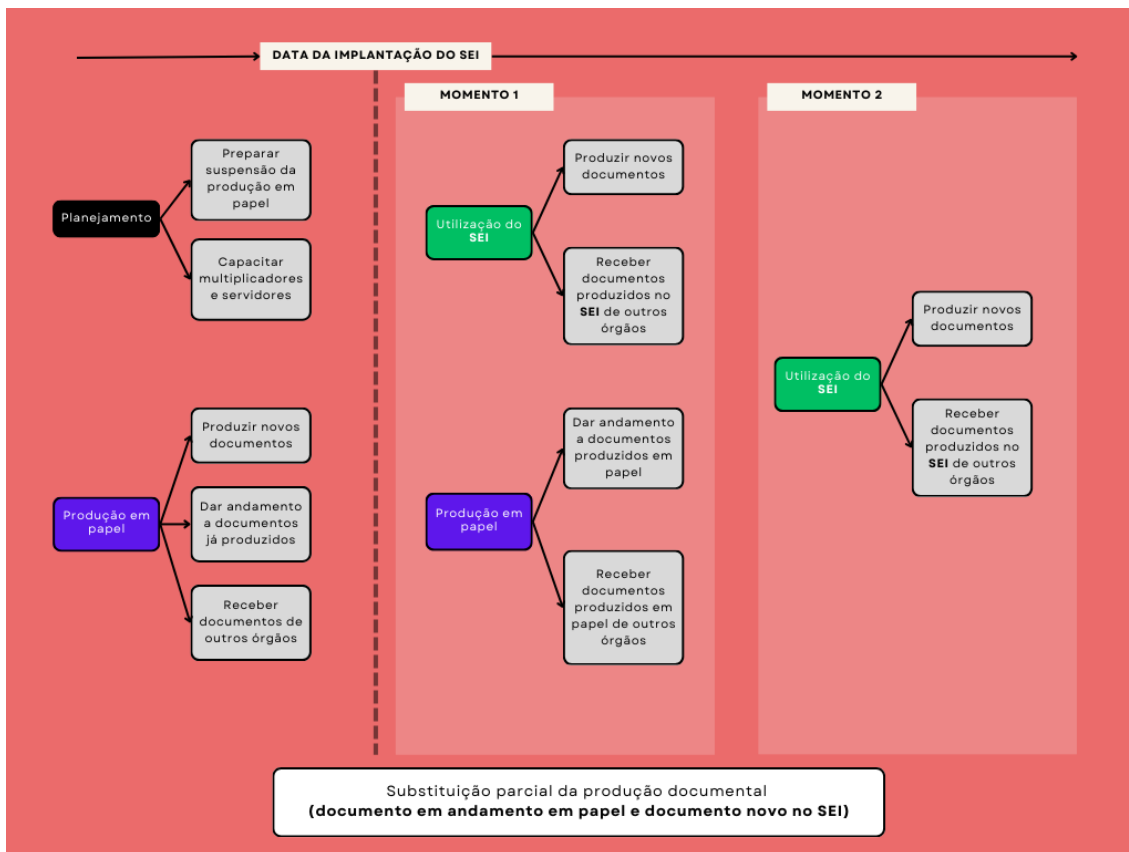 DATA DA IMPLANTAÇÃO DO SEI
Planejamento
Preparar
suspensão da
produção em
papel
Capacitar
multiplicadores
e servidores
Produção em
papel
Produzir novos
documentos
Dar andamento
a documentos
já produzidos
Receber
documentos de
outros órgãos
MOMENTO 1
Utilização do
SEI
Produzir novos
documentos
Receber
documentos
produzidos no
SEI de outros
órgãos
Produção em
papel
Dar andamento
a documentos
produzidos em
papel
Receber
documentos
produzidos em
papel de outros
órgãos
MOMENTO 2
Utilização do
SEI
Produzir novos
documentos
Receber
documentos
produzidos no
SEI de outros
órgãos
Substituição parcial da produção documental
(documento em andamento em papel e documento novo no SEI)